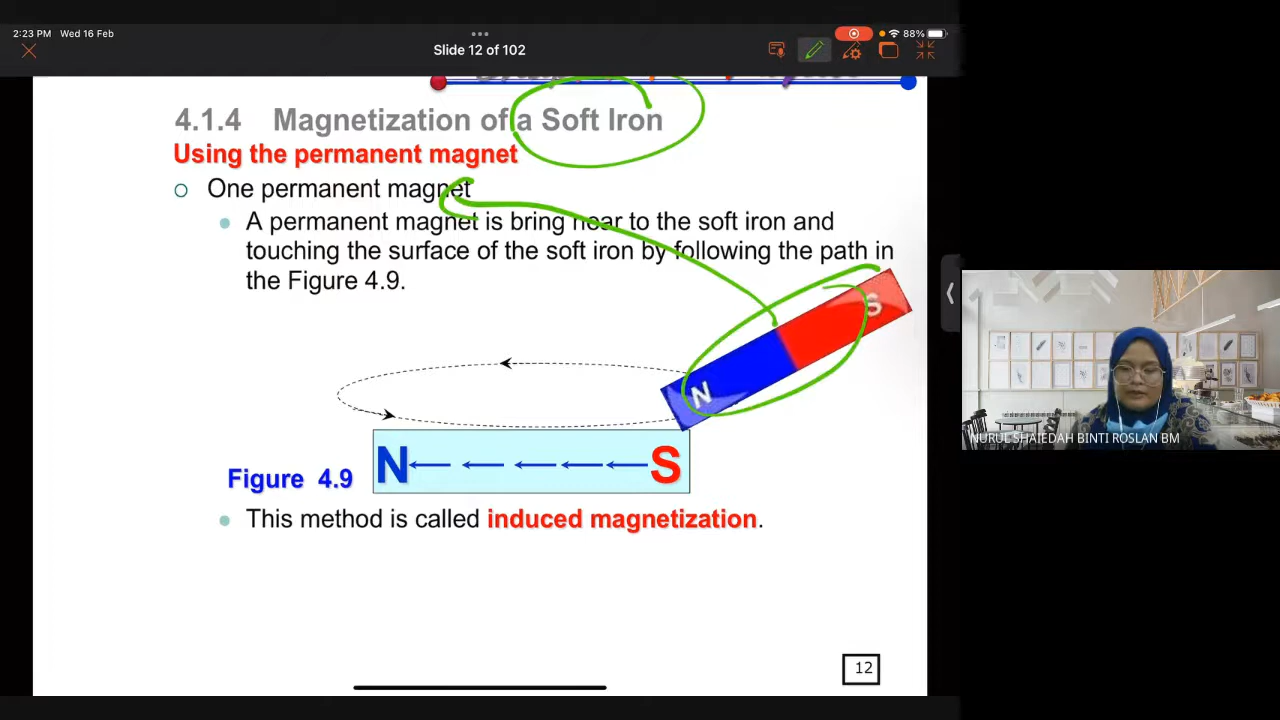 2:23 PM Wed 16 Feb
88%
Slide 12 of 102
4.1.4 Magnetization of a Soft Iron
Using the permanent magnet
One permanent magnet
A permanent magnet is bring near to the soft iron and
touching the surface of the soft iron by following the path in
the Figure 4.9.
S
N
N S
Figure 4.9
This method is called induced magnetization.
12
NURUL SHAIEDAH BINTI ROSLAN BM